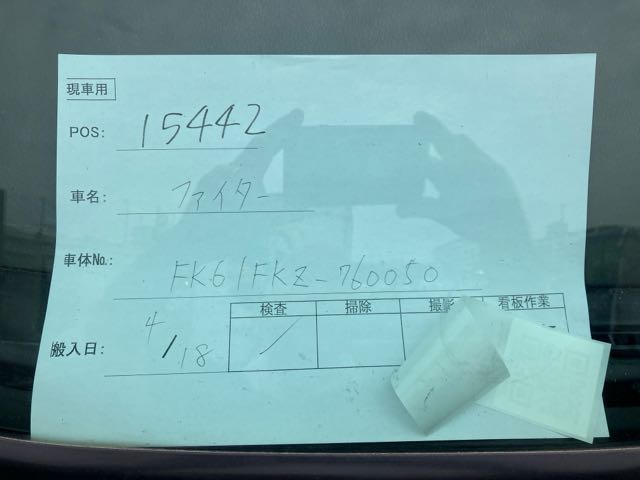 現車用
POS: 15442
車名: ファイター
車体No. FK61FKZ-760050
検査 掃除 撮影 看板作業
搬入日: 4/18